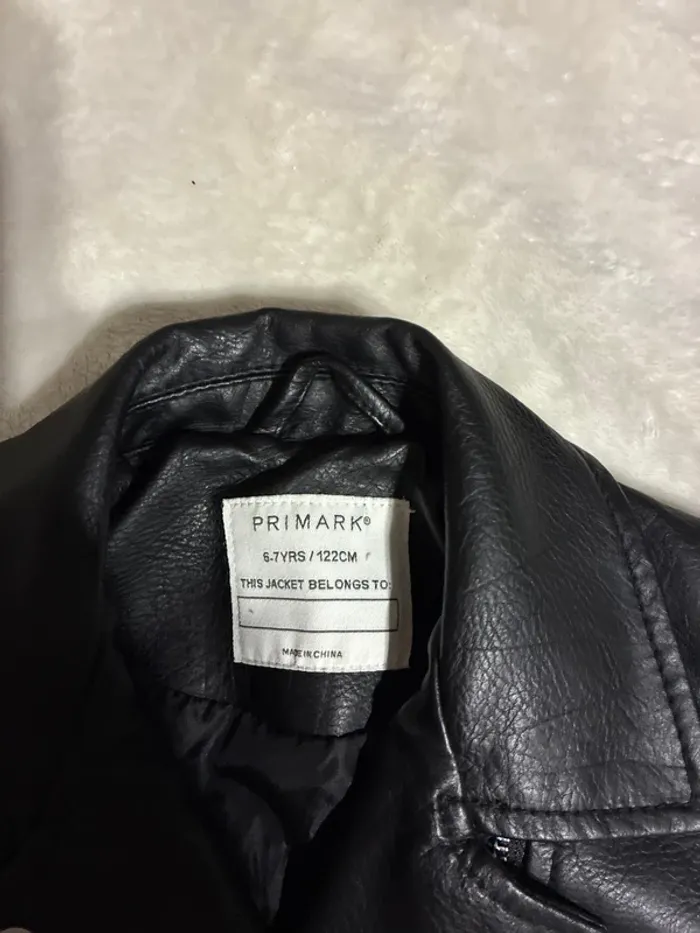 PRIMARK®
6-7YRS / 122CM
THIS JACKET BELONGS TO:
MADE IN CHINA